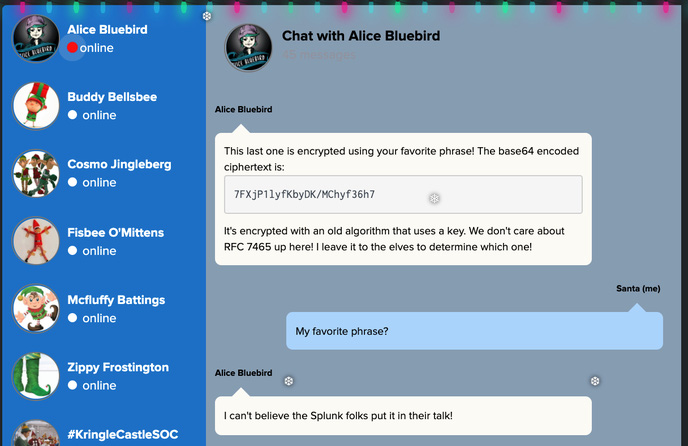 Alice Bluebird
online
Buddy Bellsbee
online
Cosmo Jingleberg
online
Fisbee O'Mittens
online
Mcfluffy Battings
online
Zippy Frostington
online
#KringleCastleSOC
Chat with Alice Bluebird
Alice Bluebird
This last one is encrypted using your favorite phrase! The base64 encoded
ciphertext is:
7FXjP1lyfKbyDK/MChyf36h7
It's encrypted with an old algorithm that uses a key. We don't care about
RFC 7465 up here! I leave it to the elves to determine which one!
Santa (me)
My favorite phrase?
Alice Bluebird
I can't believe the Splunk folks put it in their talk!